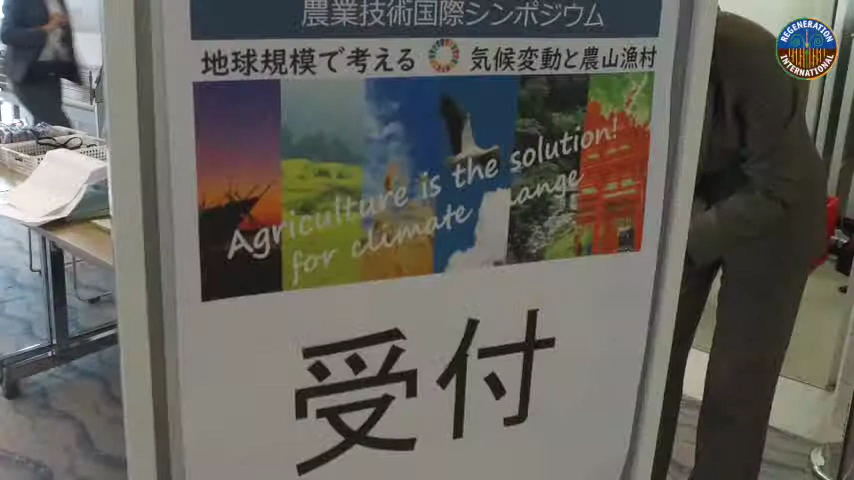 農業技術国際シンポジウム
地球規模で考える 気候変動と農山漁村
Agriculture is the solution!
for climate change
受付
REGENERATION
INTERNATIONAL